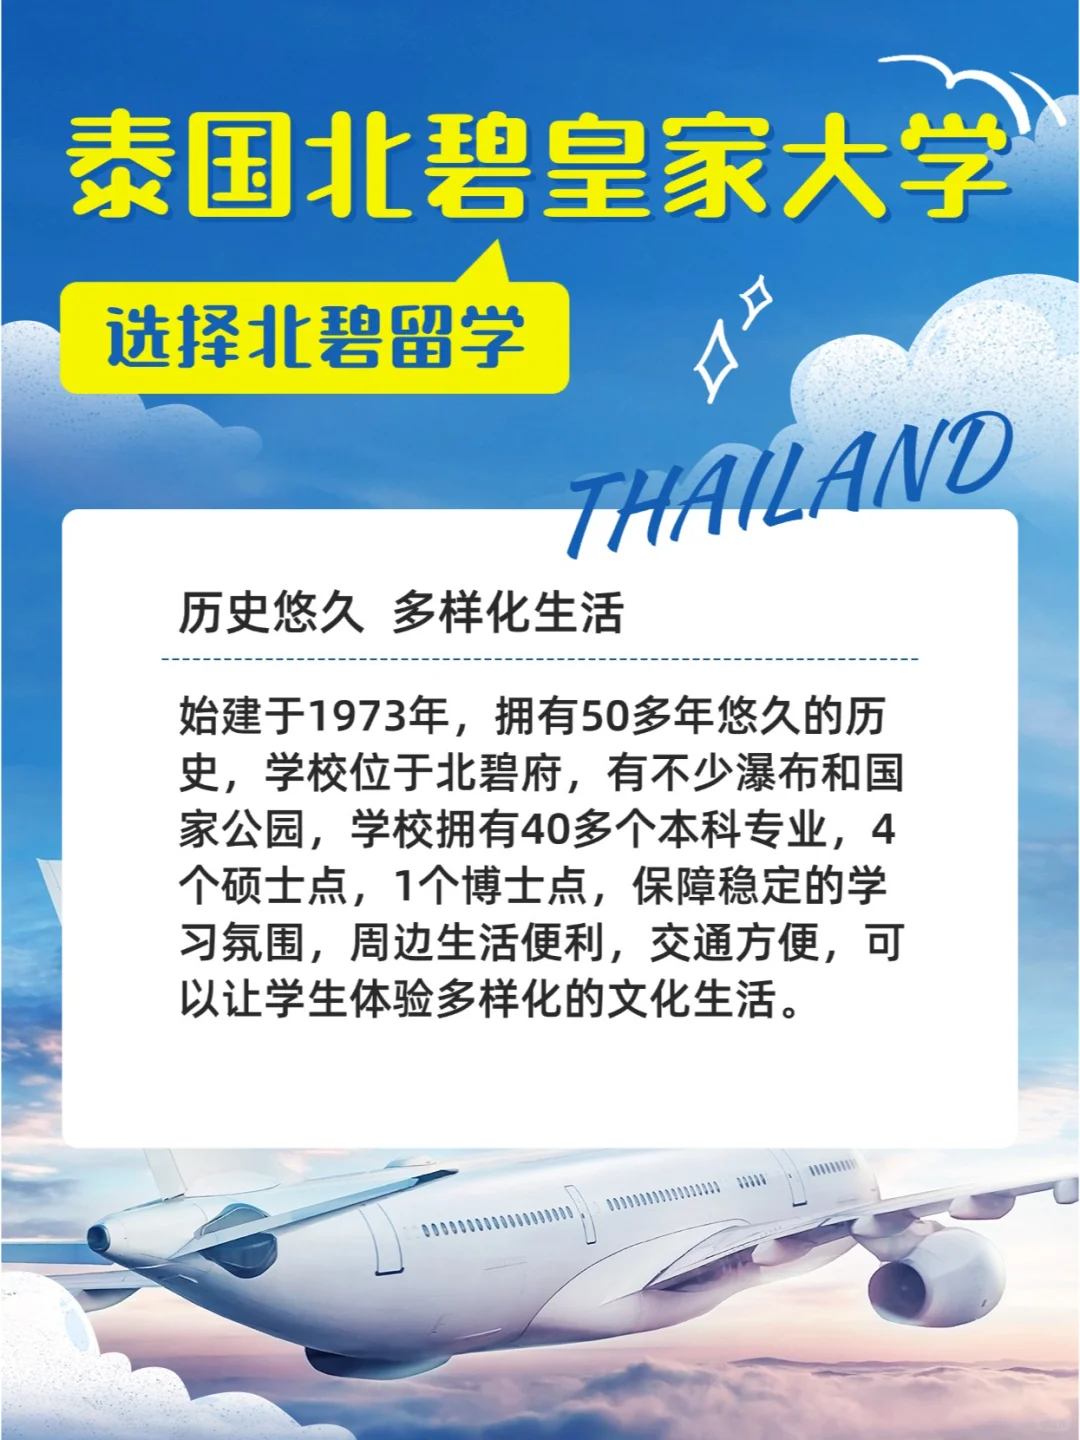 泰国北碧皇家大学
选择北碧留学
THAILAND
历史悠久 多样化生活
始建于1973年，拥有50多年悠久的历
史，学校位于北碧府，有不少瀑布和国
家公园，学校拥有40多个本科专业，4
个硕士点，1个博士点，保障稳定的学
习氛围，周边生活便利，交通方便，可
以让学生体验多样化的文化生活。